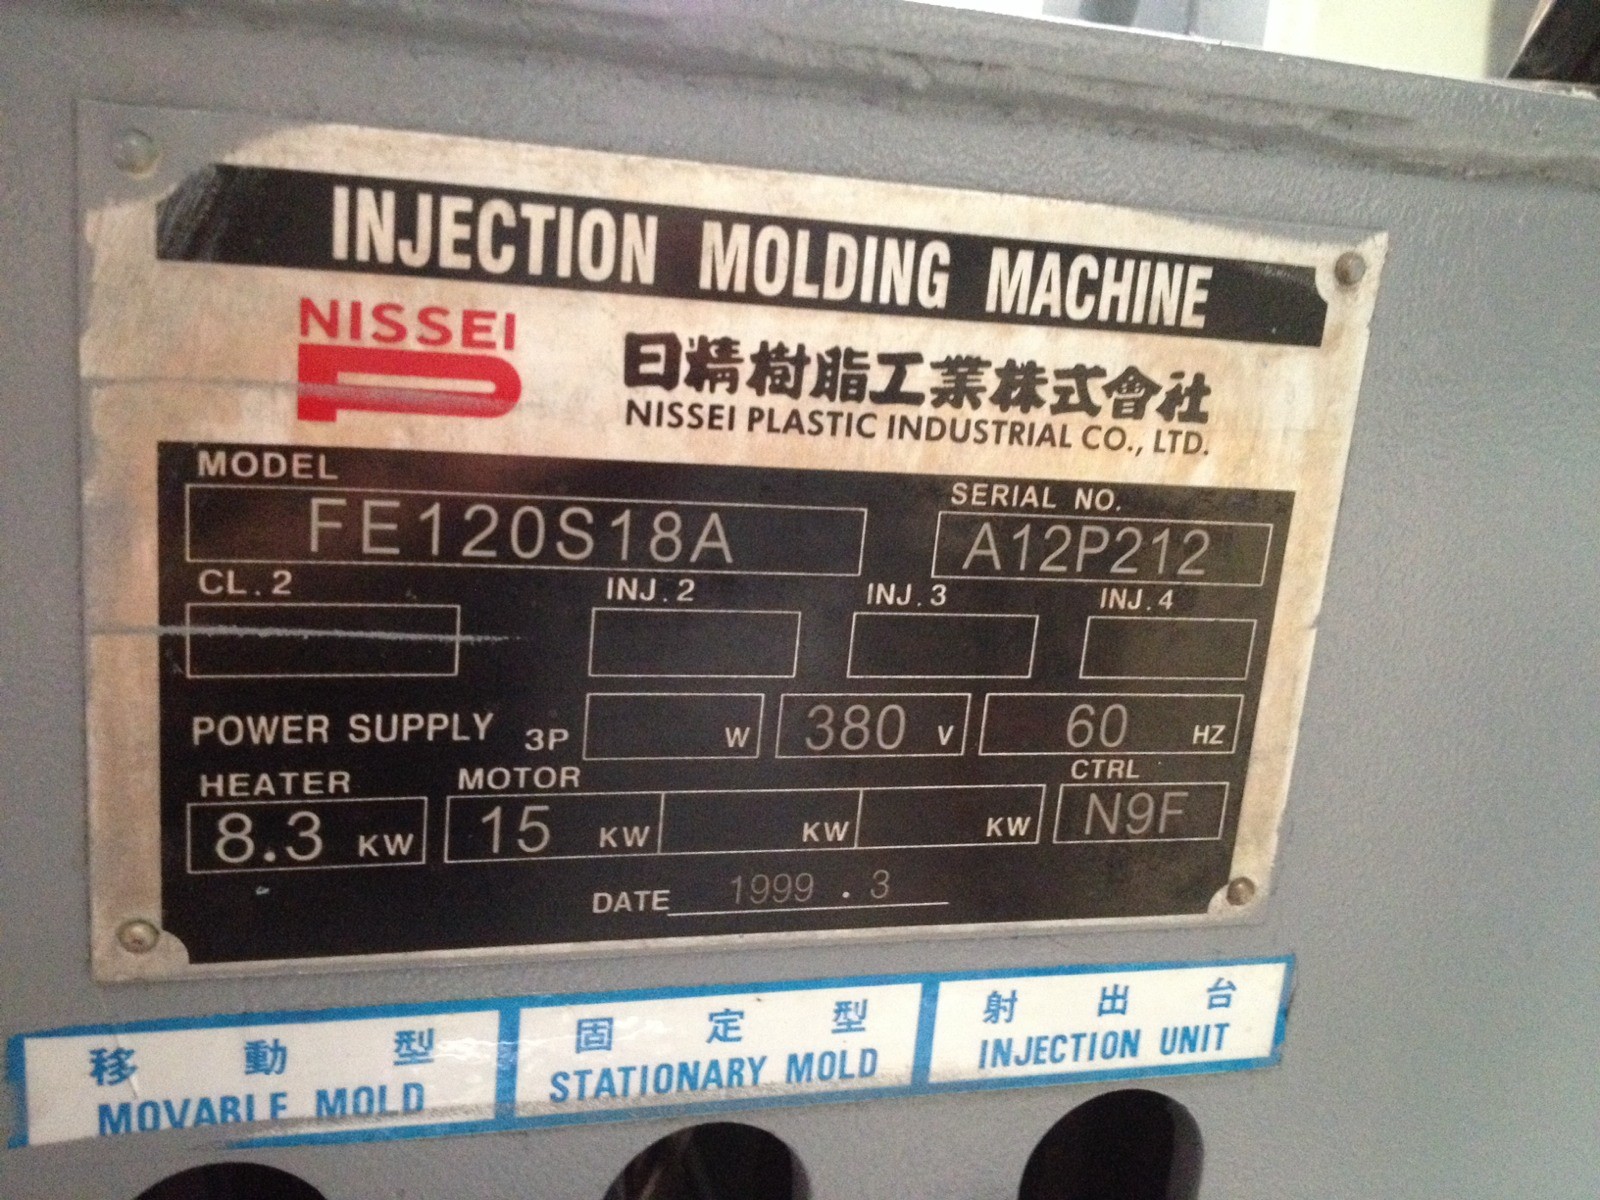 INJECTION MOLDING MACHINE
NISSEI
日精樹脂工業株式會社
NISSEI PLASTIC INDUSTRIAL CO., LTD.
MODEL SERIAL NO.
FE120S18A A12P212
CL.2 INJ.2 INJ.3 INJ.4
POWER SUPPLY 3P W 380 V 60 HZ
HEATER MOTOR CTRL
8.3 KW 15 KW KW KW N9F
DATE 1999 . 3
移動型 固定型 射出台
MOVABLE MOLD STATIONARY MOLD INJECTION UNIT